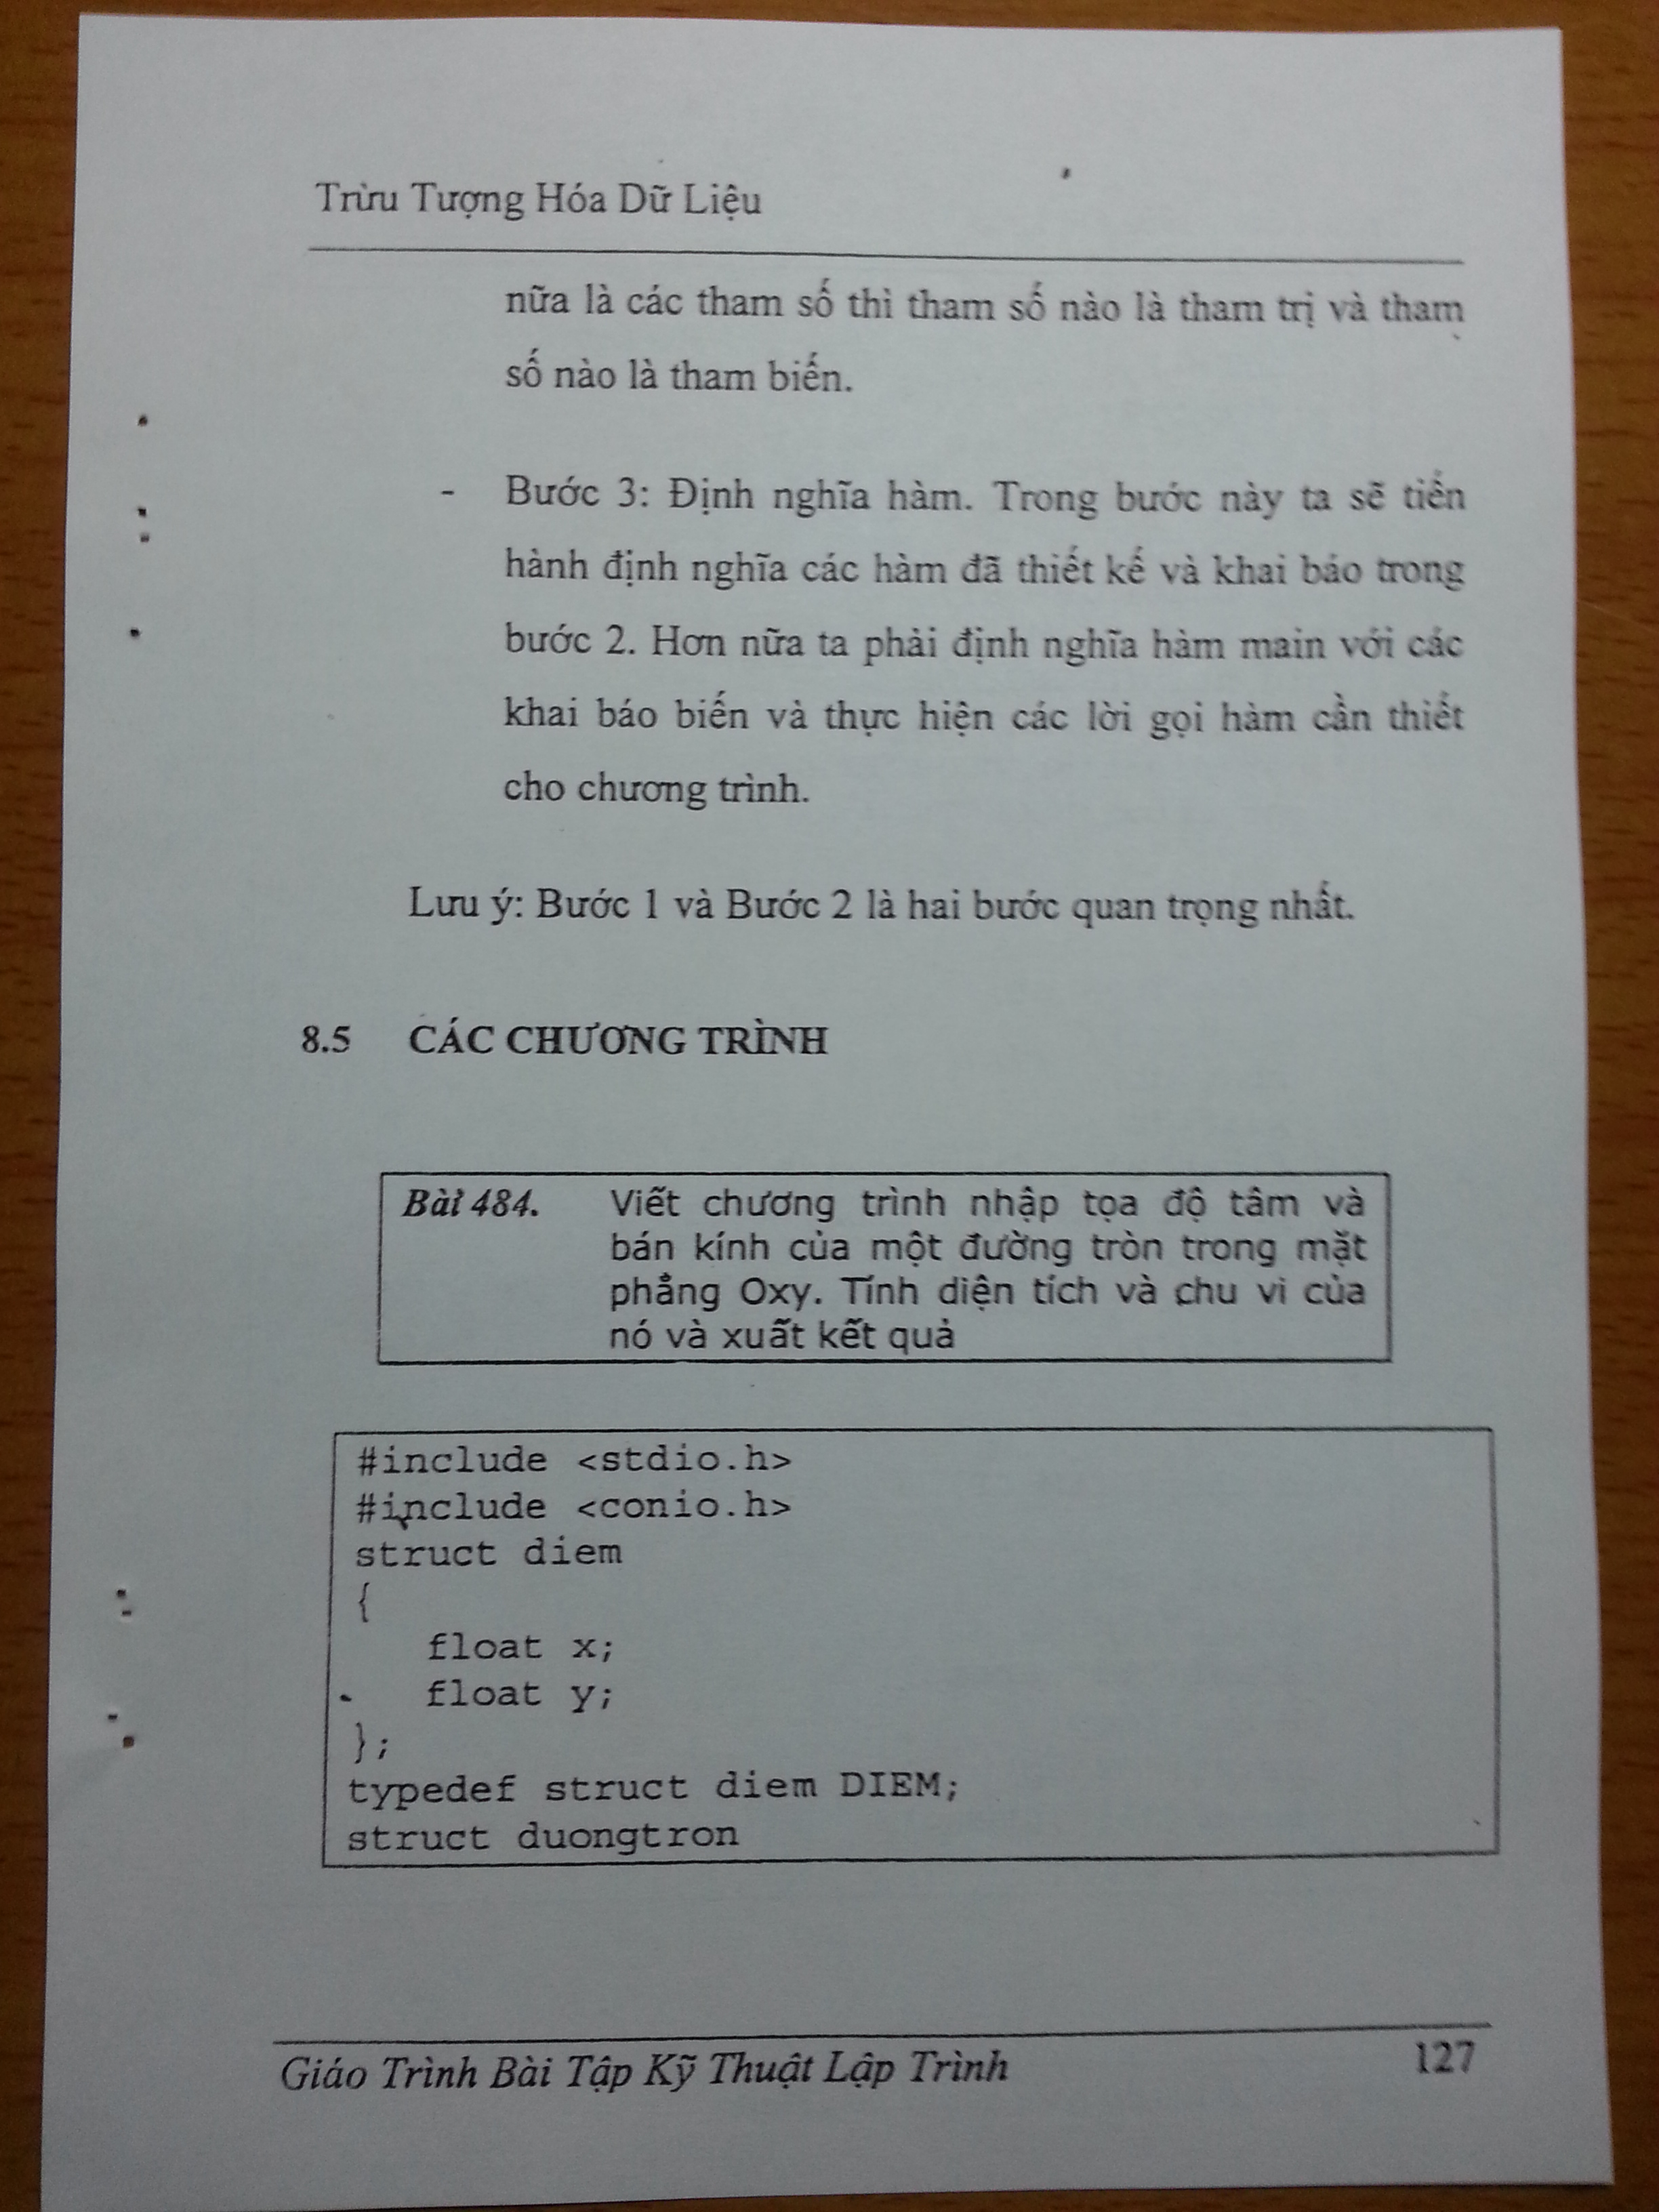 Trừu Tượng Hóa Dữ Liệu
nữa là các tham số thì tham số nào là tham trị và tham
số nào là tham biến.
- Bước 3: Định nghĩa hàm. Trong bước này ta sẽ tiến
hành định nghĩa các hàm đã thiết kế và khai báo trong
bước 2. Hơn nữa ta phải định nghĩa hàm main với các
khai báo biến và thực hiện các lời gọi hàm cần thiết
cho chương trình.
Lưu ý: Bước 1 và Bước 2 là hai bước quan trọng nhất.
8.5 CÁC CHƯƠNG TRÌNH
Bài 484. Viết chương trình nhập tọa độ tâm và
bán kính của một đường tròn trong mặt
phẳng Oxy. Tính diện tích và chu vi của
nó và xuất kết quả
#include <stdio.h>
#include <conio.h>
struct diem
{
float x;
float y;
};
typedef struct diem DIEM;
struct duongtron
Giáo Trình Bài Tập Kỹ Thuật Lập Trình 127